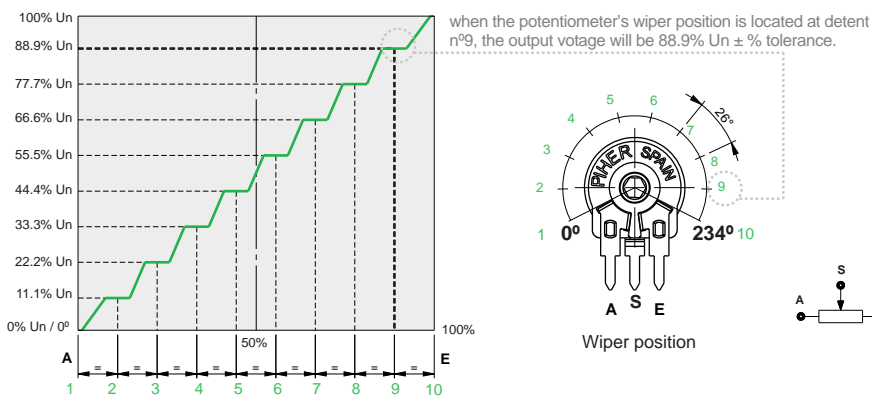 100% Un
88.9% Un
77.7% Un
66.6% Un
55.5% Un
44.4% Un
33.3% Un
22.2% Un
11.1% Un
0% Un / 0º
50%
100%
A
E
= = = = = = = = =
1 2 3 4 5 6 7 8 9 10
when the potentiometer's wiper position is located at detent
nº9, the output votage will be 88.9% Un ± % tolerance.
1
2
3
4
5
6
7
8
9
10
26°
PIHER SPAIN
0º
234º
A S E
Wiper position
S
A